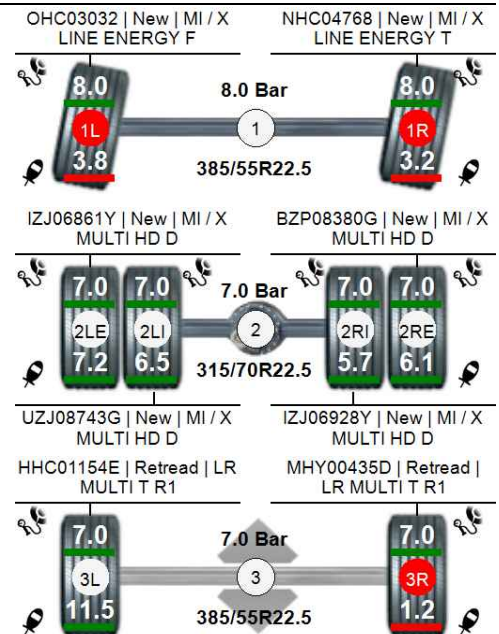 OHC03032 | New | MI / X
LINE ENERGY F
NHC04768 | New | MI / X
LINE ENERGY T
8.0
8.0 Bar
8.0
1L
1
1R
3.8
385/55R22.5
3.2
IZJ06861Y | New | MI / X
MULTI HD D
BZP08380G | New | MI / X
MULTI HD D
7.0
7.0
7.0 Bar
7.0
7.0
2LE
2LI
2
2RI
2RE
7.2
6.5
315/70R22.5
5.7
6.1
UZJ08743G | New | MI / X
MULTI HD D
IZJ06928Y | New | MI / X
MULTI HD D
HHC01154E | Retread | LR
MULTI T R1
MHY00435D | Retread |
LR MULTI T R1
7.0
7.0 Bar
7.0
3L
3
3R
11.5
385/55R22.5
1.2